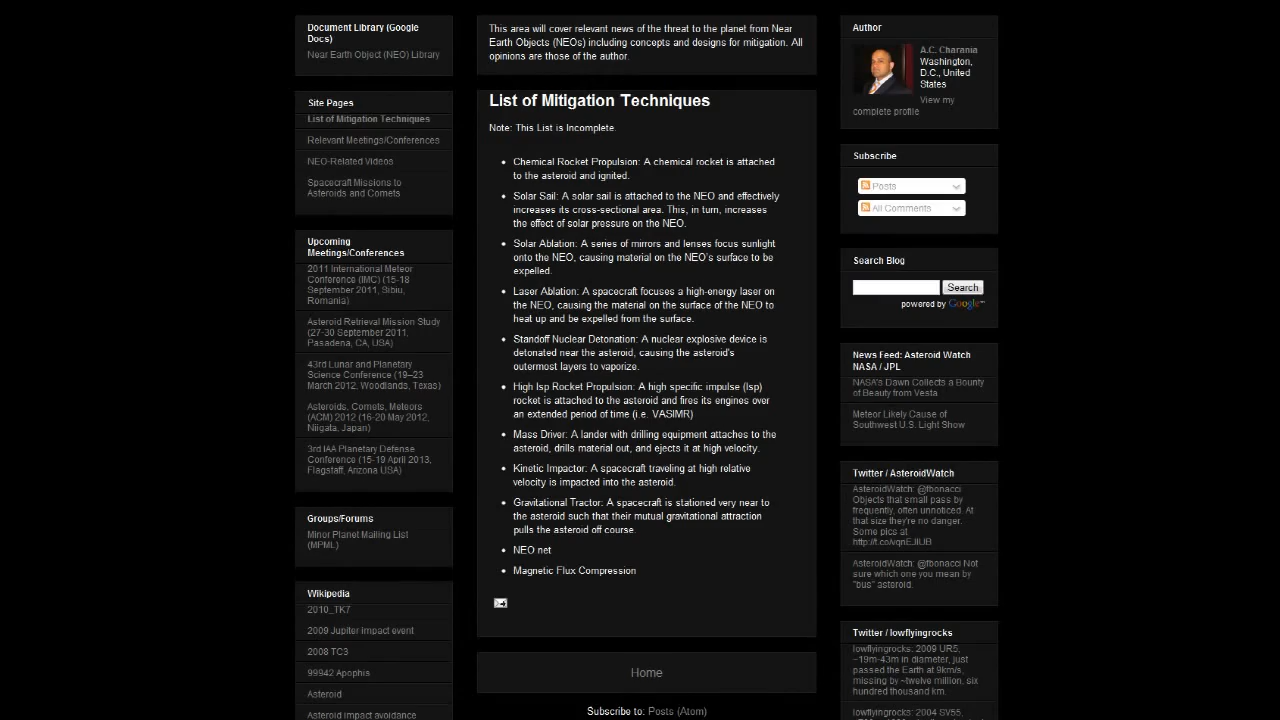 Document Library (Google
Docs)
Near Earth Object (NEO) Library
Site Pages
List of Mitigation Techniques
Relevant Meetings/Conferences
NEO-Related Videos
Spacecraft Missions to
Asteroids and Comets
Upcoming
Meetings/Conferences
2011 International Meteor
Conference (IMC) (15-18
September 2011, Sibiu,
Romania)
Asteroid Retrieval Mission Study
(27-30 September 2011,
Pasadena, CA, USA)
43rd Lunar and Planetary
Science Conference (19–23
March 2012, Woodlands, Texas)
Asteroids, Comets, Meteors
(ACM) 2012 (16-20 May 2012,
Niigata, Japan)
3rd IAA Planetary Defense
Conference (15-19 April 2013,
Flagstaff, Arizona USA)
Groups/Forums
Minor Planet Mailing List
(MPML)
Wikipedia
2010_TK7
2009 Jupiter impact event
2008 TC3
99942 Apophis
Asteroid
Asteroid impact avoidance
This area will cover relevant news of the threat to the planet from Near
Earth Objects (NEOs) including concepts and designs for mitigation. All
opinions are those of the author.
List of Mitigation Techniques
Note: This List is Incomplete.
• Chemical Rocket Propulsion: A chemical rocket is attached
to the asteroid and ignited.
• Solar Sail: A solar sail is attached to the NEO and effectively
increases its cross-sectional area. This, in turn, increases
the effect of solar pressure on the NEO.
• Solar Ablation: A series of mirrors and lenses focus sunlight
onto the NEO, causing material on the NEO's surface to be
expelled.
• Laser Ablation: A spacecraft focuses a high-energy laser on
the NEO, causing the material on the surface of the NEO to
heat up and be expelled from the surface.
• Standoff Nuclear Detonation: A nuclear explosive device is
detonated near the asteroid, causing the asteroid's
outermost layers to vaporize.
• High Isp Rocket Propulsion: A high specific impulse (Isp)
rocket is attached to the asteroid and fires its engines over
an extended period of time (i.e. VASIMR)
• Mass Driver: A lander with drilling equipment attaches to the
asteroid, drills material out, and ejects it at high velocity.
• Kinetic Impactor: A spacecraft traveling at high relative
velocity is impacted into the asteroid.
• Gravitational Tractor: A spacecraft is stationed very near to
the asteroid such that their mutual gravitational attraction
pulls the asteroid off course.
• NEO net
• Magnetic Flux Compression
Home
Subscribe to: Posts (Atom)
Author
A.C. Charania
Washington,
D.C., United
States
View my
complete profile
Subscribe
Posts
All Comments
Search Blog
Search
powered by Google™
News Feed: Asteroid Watch
NASA / JPL
NASA's Dawn Collects a Bounty
of Beauty from Vesta
Meteor Likely Cause of
Southwest U.S. Light Show
Twitter / AsteroidWatch
AsteroidWatch: @fbonacci
Objects that small pass by
frequently, often unnoticed. At
that size they're no danger.
Some pics at
AsteroidWatch: @fbonacci Not
sure which one you mean by
"bus" asteroid.
Twitter / lowflyingrocks
lowflyingrocks: 2009 UR5,
~19m-43m in diameter, just
passed the Earth at 9km/s,
missing by ~twelve million, six
hundred thousand km.
lowflyingrocks: 2004 SV55,